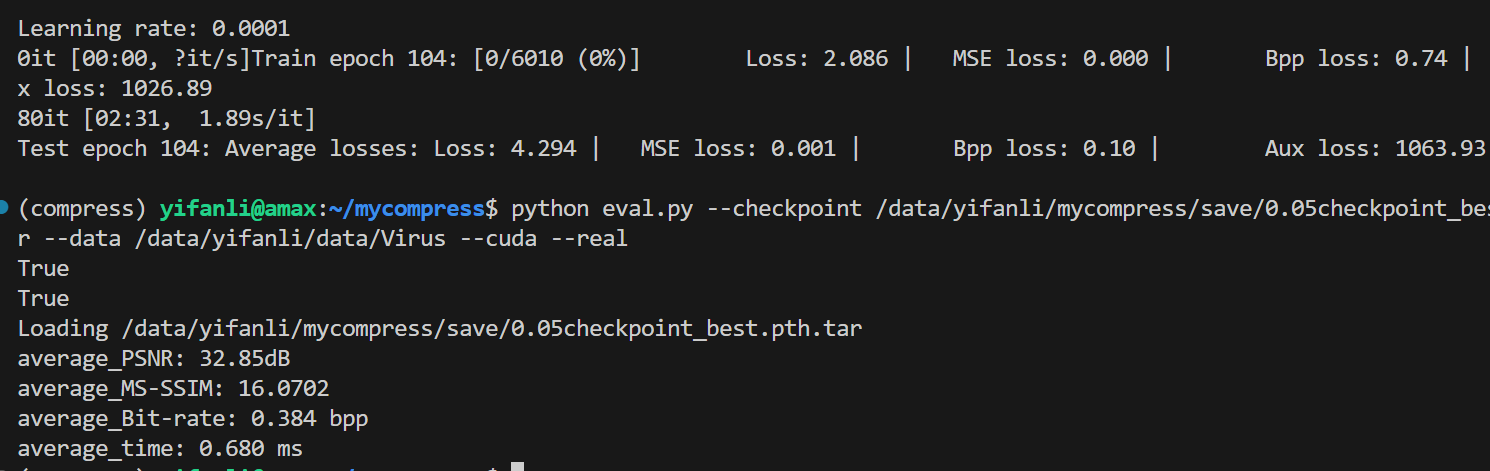 Learning rate: 0.0001
0it [00:00, ?it/s]Train epoch 104: [0/6010 (0%)] Loss: 2.086 | MSE loss: 0.000 | Bpp loss: 0.74 |
x loss: 1026.89
80it [02:31, 1.89s/it]
Test epoch 104: Average losses: Loss: 4.294 | MSE loss: 0.001 | Bpp loss: 0.10 | Aux loss: 1063.93
(compress) yifanli@amax:~/mycompress$ python eval.py --checkpoint /data/yifanli/mycompress/save/0.05checkpoint_bes
r --data /data/yifanli/data/Virus --cuda --real
True
True
Loading /data/yifanli/mycompress/save/0.05checkpoint_best.pth.tar
average_PSNR: 32.85dB
average_MS-SSIM: 16.0702
average_Bit-rate: 0.384 bpp
average_time: 0.680 ms